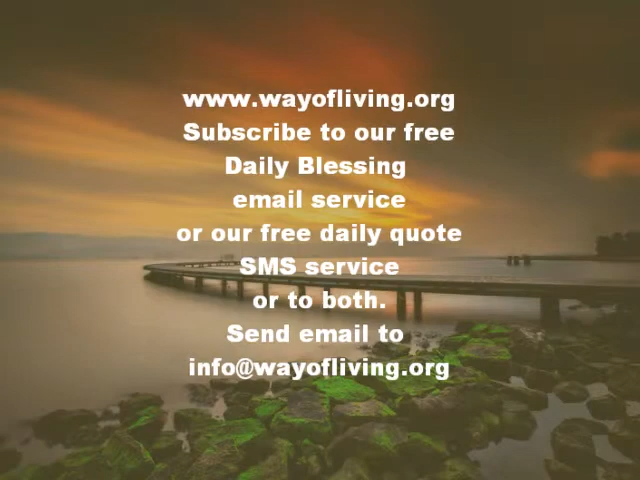 www.wayofliving.org
Subscribe to our free
Daily Blessing
email service
or our free daily quote
SMS service
or to both.
Send email to
info@wayofliving.org